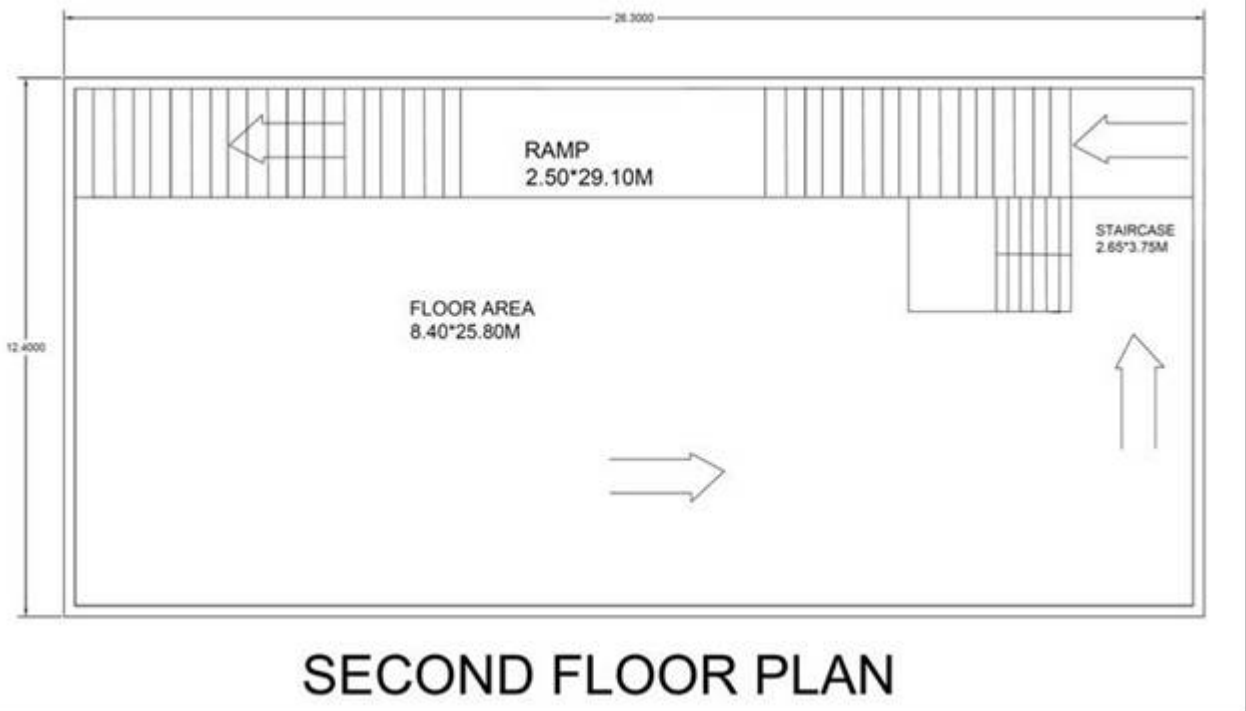 26.3000
RAMP
2.50*29.10M
STAIRCASE
2.65*3.75M
FLOOR AREA
8.40*25.80M
12.4000
SECOND FLOOR PLAN